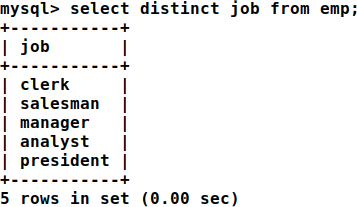 mysql> select distinct job from emp;
+-----------+
| job       |
+-----------+
| clerk     |
| salesman  |
| manager   |
| analyst   |
| president |
+-----------+
5 rows in set (0.00 sec)